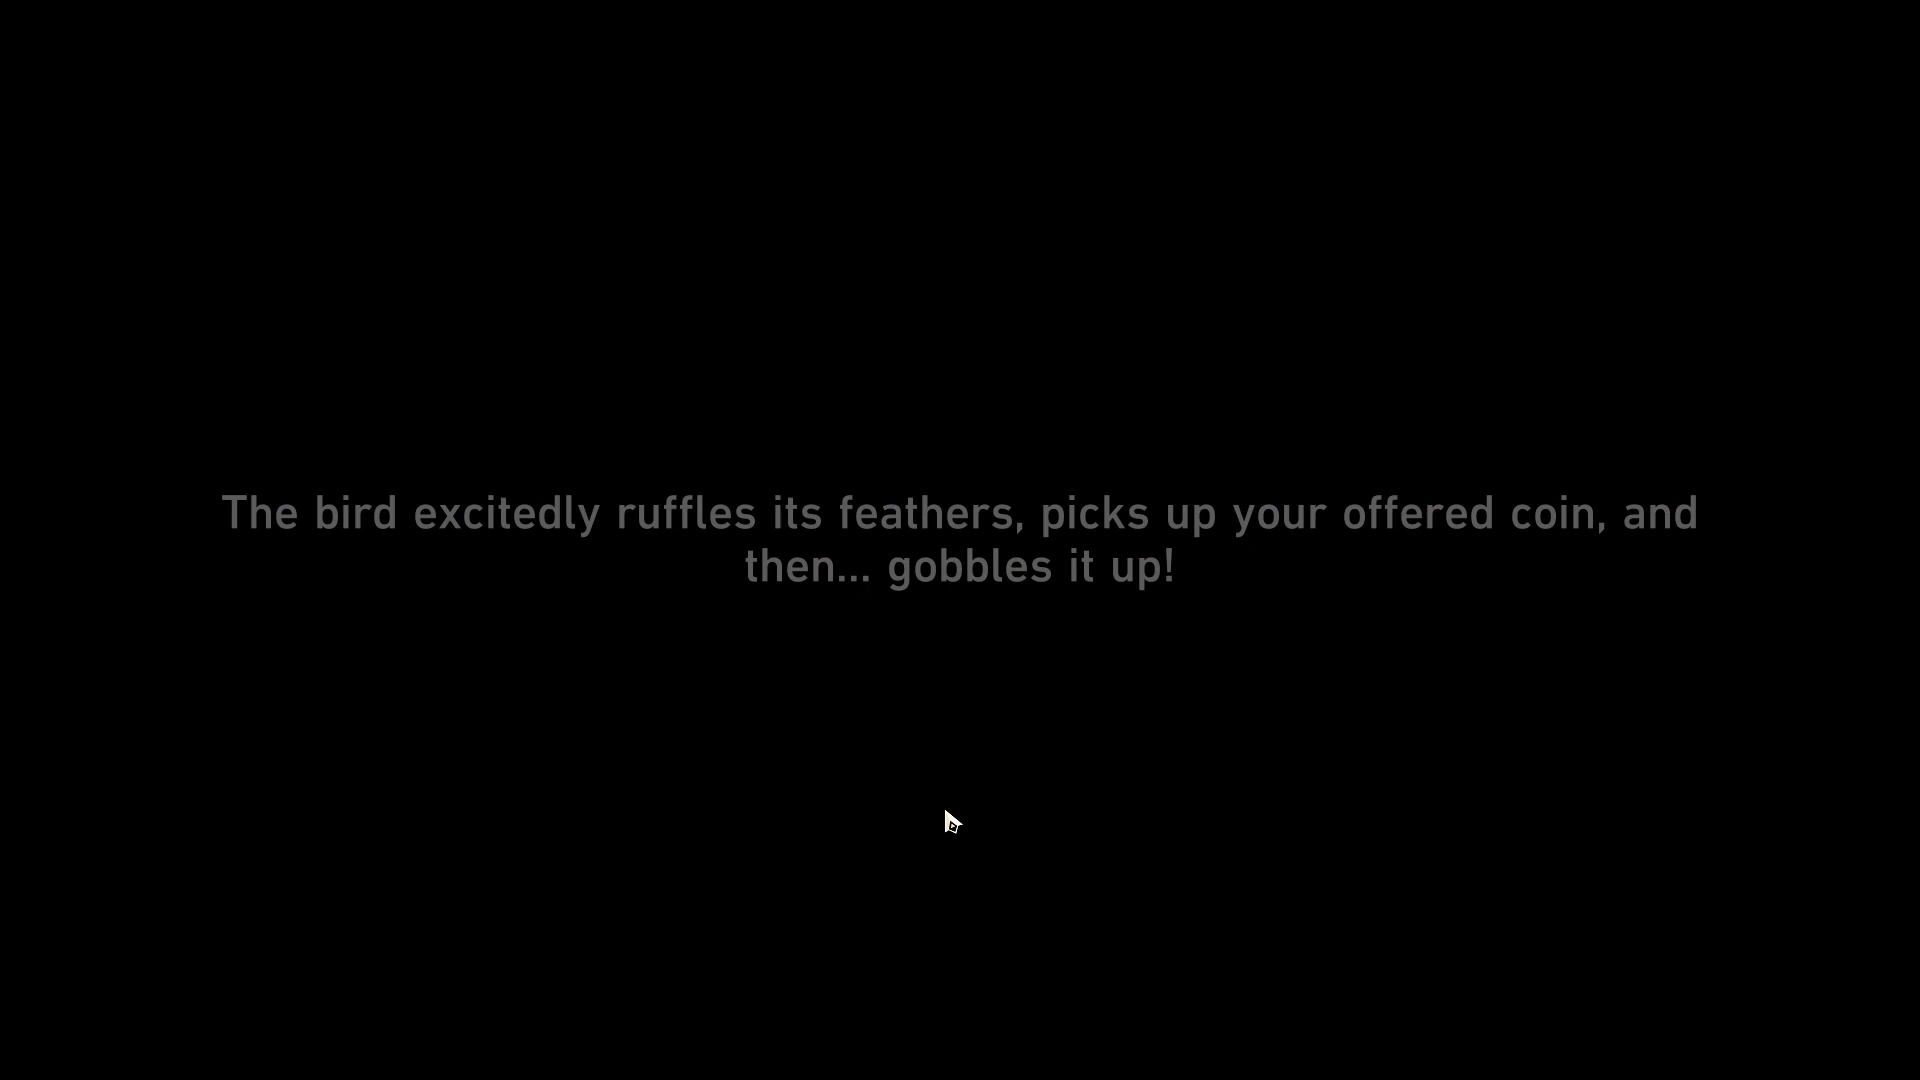 The bird excitedly ruffles its feathers, picks up your offered coin, and
then... gobbles it up!